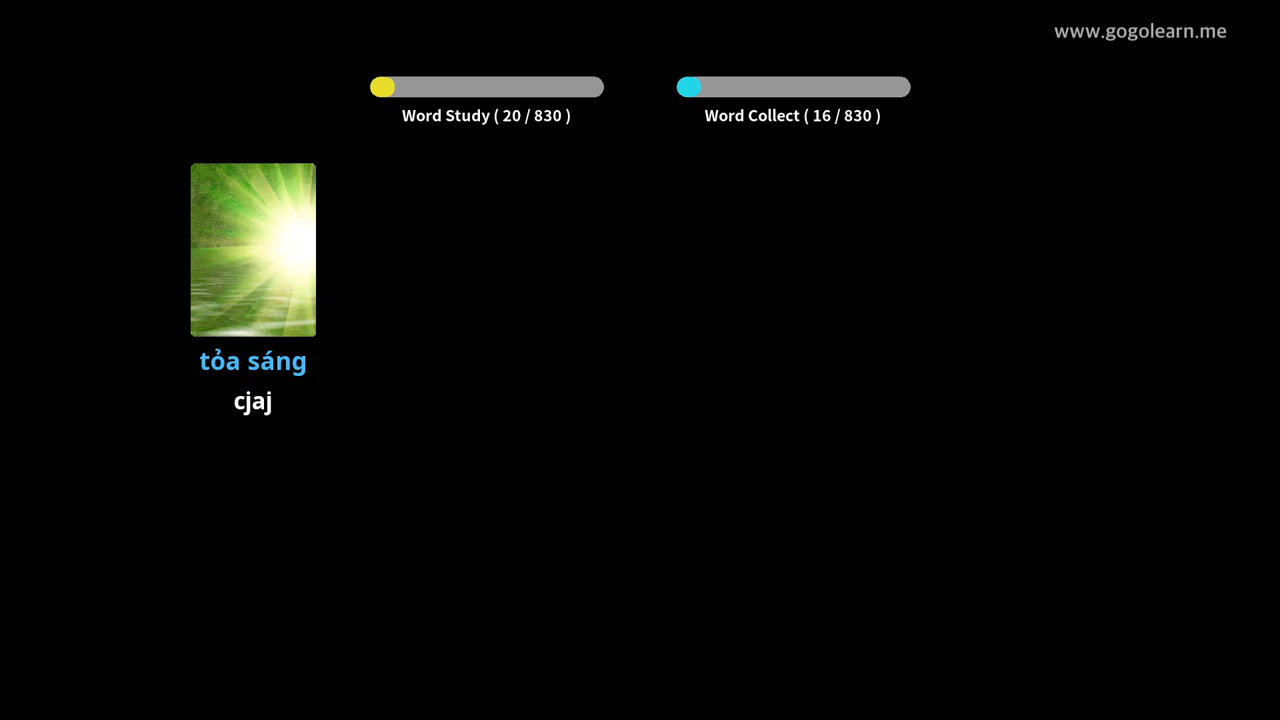 www.gogolearn.me
Word Study ( 20 / 830 )
Word Collect ( 16 / 830 )
tỏa sáng
cjaj